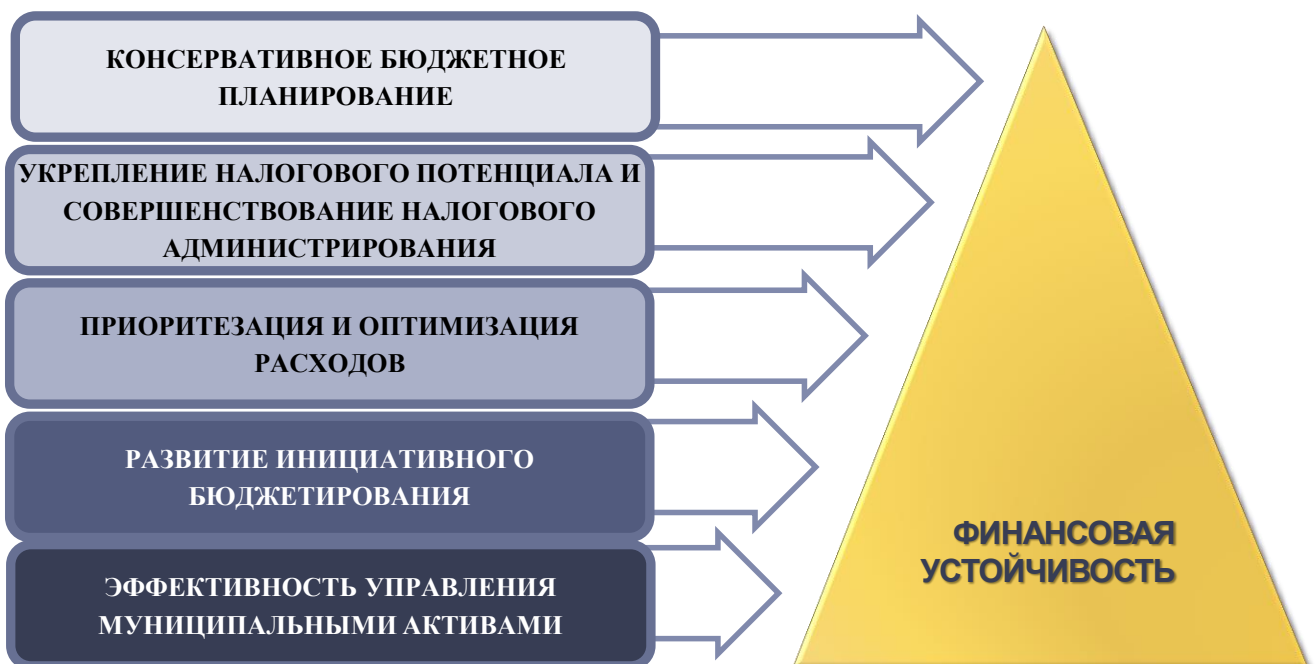 КОНСЕРВАТИВНОЕ БЮДЖЕТНОЕ
ПЛАНИРОВАНИЕ
УКРЕПЛЕНИЕ НАЛОГОВОГО ПОТЕНЦИАЛА И
СОВЕРШЕНСТВОВАНИЕ НАЛОГОВОГО
АДМИНИСТРИРОВАНИЯ
ПРИОРИТЕЗАЦИЯ И ОПТИМИЗАЦИЯ
РАСХОДОВ
РАЗВИТИЕ ИНИЦИАТИВНОГО
БЮДЖЕТИРОВАНИЯ
ЭФФЕКТИВНОСТЬ УПРАВЛЕНИЯ
МУНИЦИПАЛЬНЫМИ АКТИВАМИ
ФИНАНСОВАЯ
УСТОЙЧИВОСТЬ